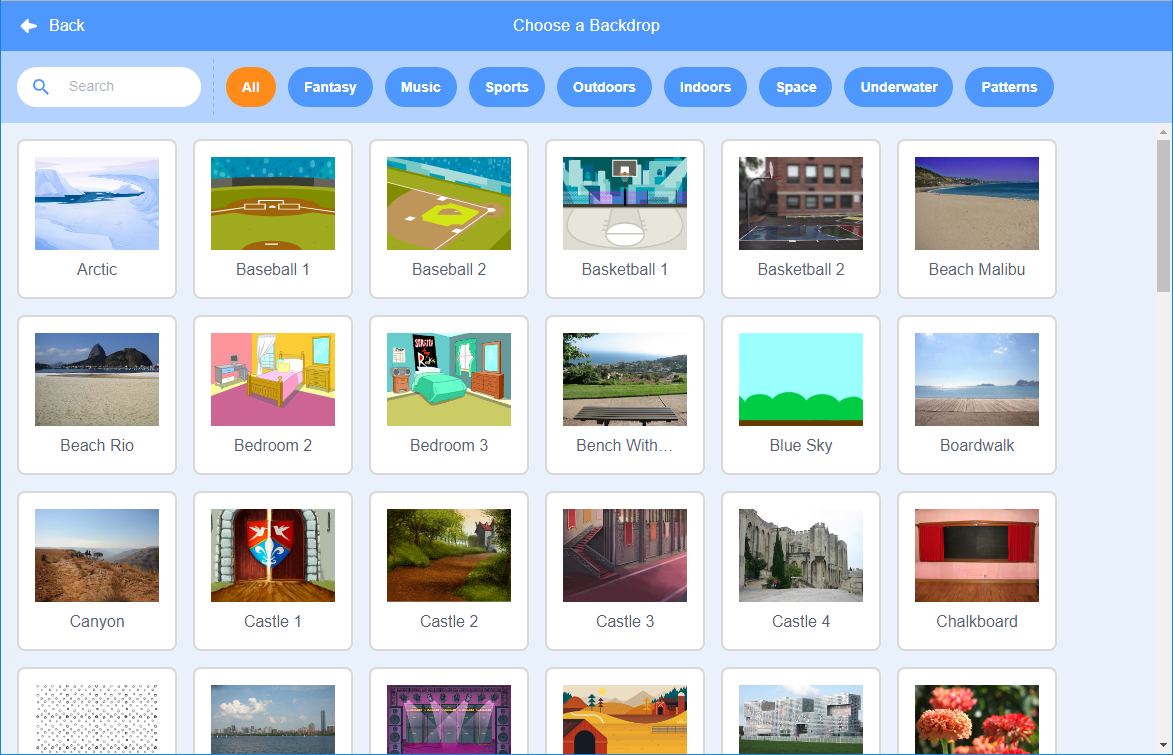 Back
Choose a Backdrop
Search
All
Fantasy
Music
Sports
Outdoors
Indoors
Space
Underwater
Patterns
Arctic
Baseball 1
Baseball 2
Basketball 1
Basketball 2
Beach Malibu
Beach Rio
Bedroom 2
Bedroom 3
Bench With...
Blue Sky
Boardwalk
Canyon
Castle 1
Castle 2
Castle 3
Castle 4
Chalkboard